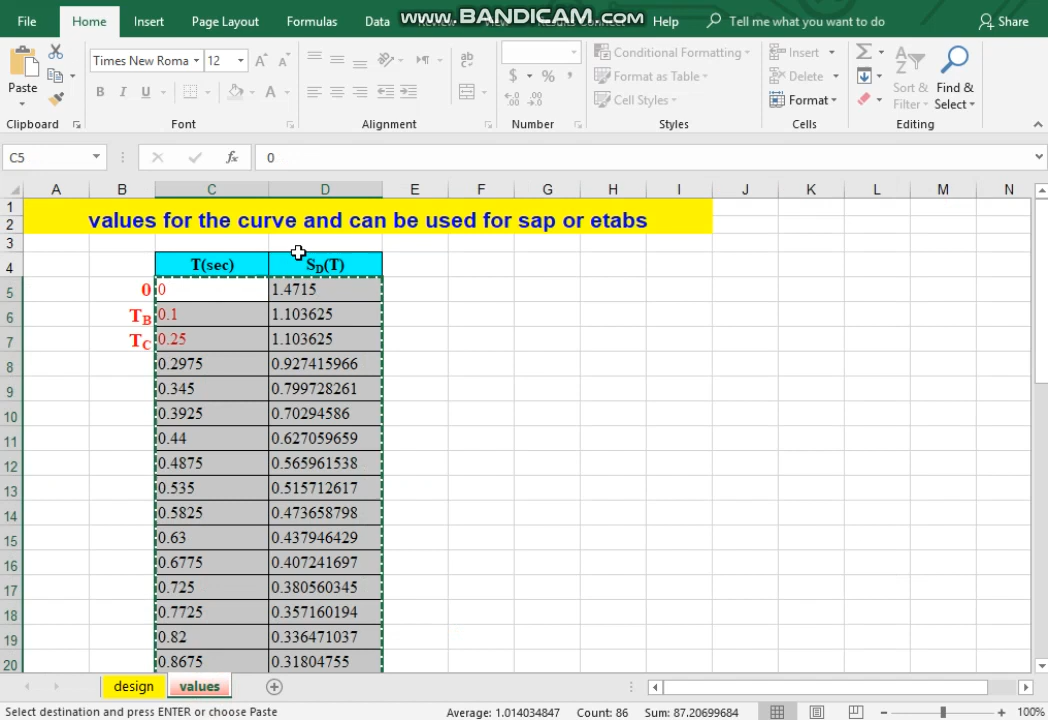 www.BANDICAM.com
File Home Insert Page Layout Formulas Data Help Tell me what you want to do Share
Paste
Times New Roma 12
B I U A
ab
$ % ,
Conditional Formatting
Format as Table
Cell Styles
Insert
Delete
Format
Sort & Filter
Find & Select
Clipboard Font Alignment Number Styles Cells Editing
C5 fx 0
A B C D E F G H I J K L M N
1
2 values for the curve and can be used for sap or etabs
3
4 T(sec) SD(T)
5 0 0 1.4715
6 TB 0.1 1.103625
7 TC 0.25 1.103625
8 0.2975 0.927415966
9 0.345 0.799728261
10 0.3925 0.70294586
11 0.44 0.627059659
12 0.4875 0.565961538
13 0.535 0.515712617
14 0.5825 0.473658798
15 0.63 0.437946429
16 0.6775 0.407241697
17 0.725 0.380560345
18 0.7725 0.357160194
19 0.82 0.336471037
20 0.8675 0.31804755
design values
Select destination and press ENTER or choose Paste Average: 1.014034847 Count: 86 Sum: 87.20699684 100%